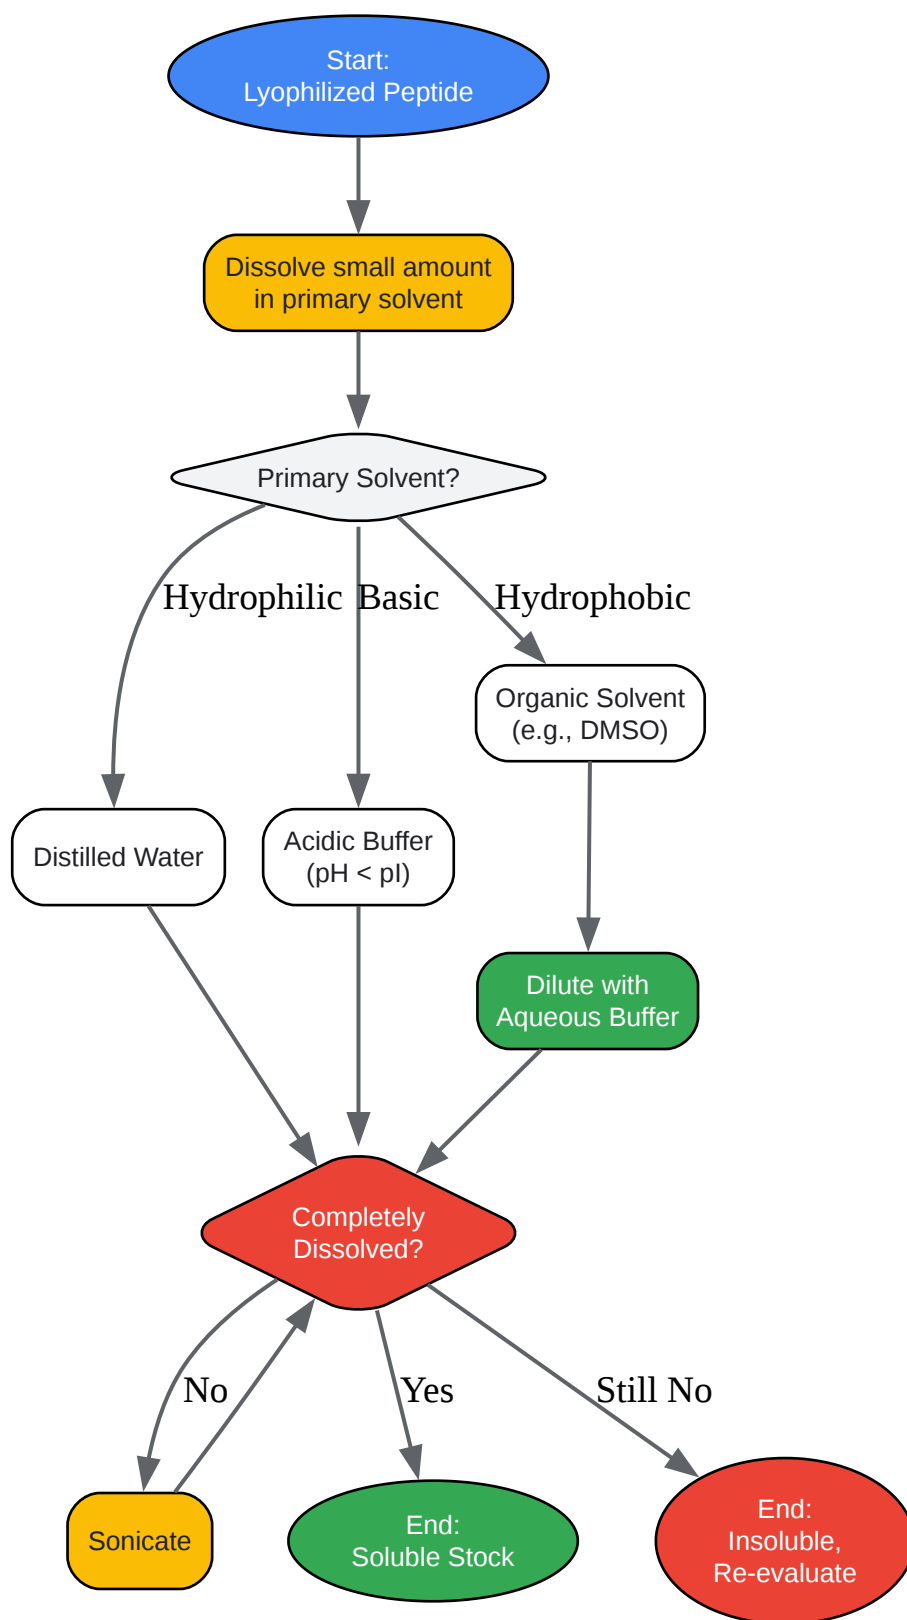 Start:
Lyophilized Peptide
Dissolve small amount
in primary solvent
Primary Solvent?
Hydrophilic
Basic
Hydrophobic
Organic Solvent
(e.g., DMSO)
Distilled Water
Acidic Buffer
(pH < pI)
Dilute with
Aqueous Buffer
Completely
Dissolved?
No
Yes
Still No
Sonicate
End:
Soluble Stock
End:
Insoluble,
Re-evaluate